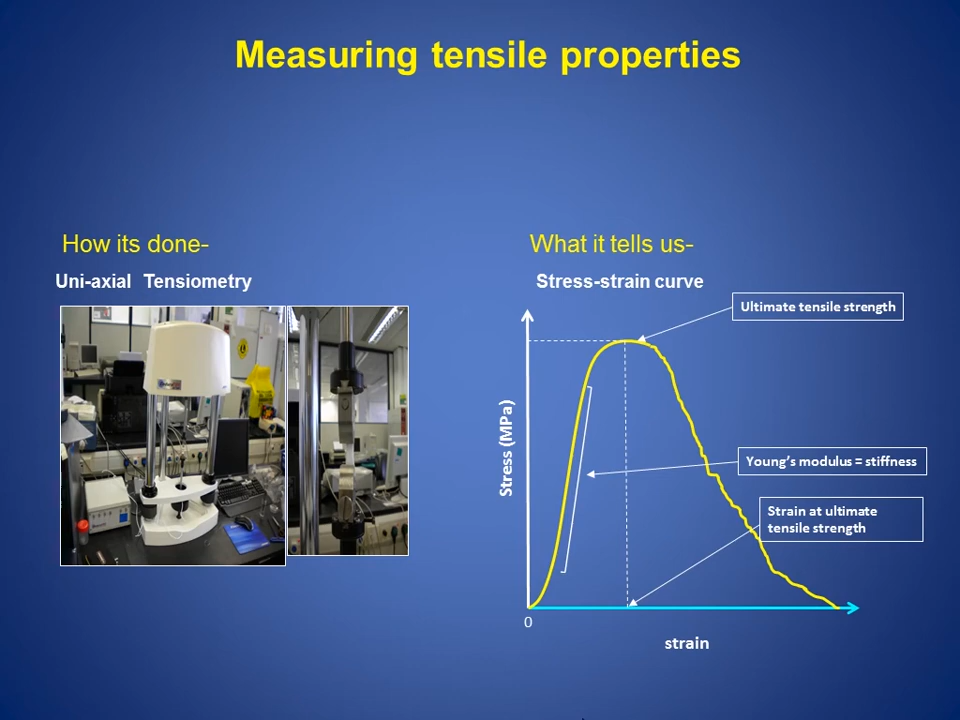 Measuring tensile properties
How its done-
Uni-axial Tensiometry
What it tells us-
Stress-strain curve
Ultimate tensile strength
Stress (MPa)
Young's modulus = stiffness
Strain at ultimate
tensile strength
0
strain